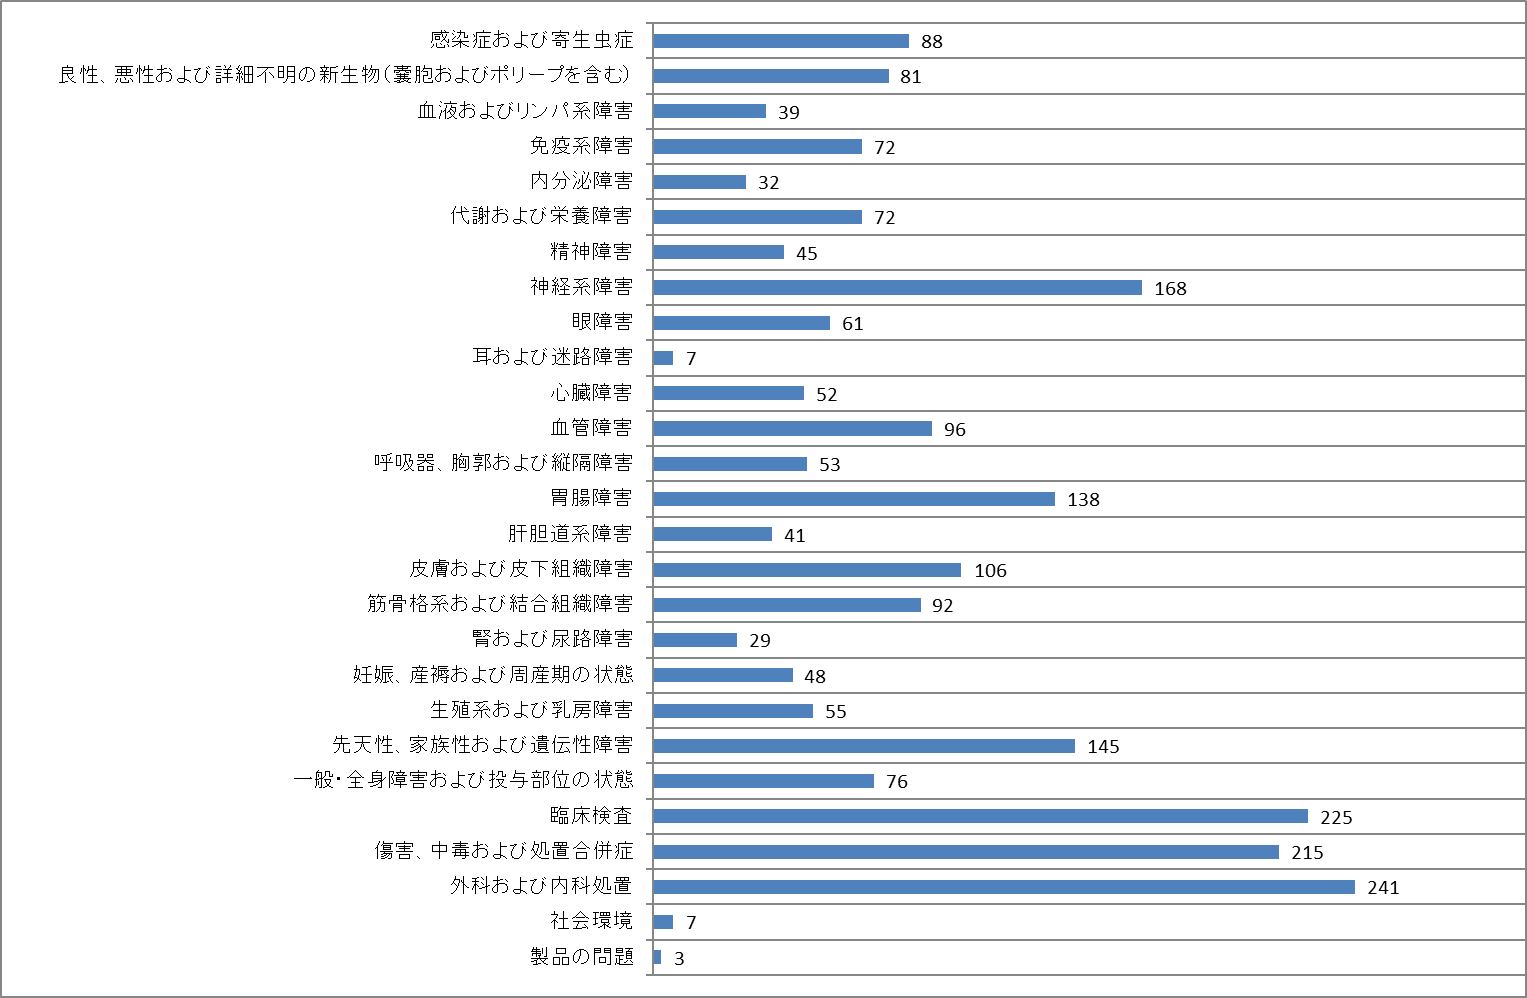 感染症および寄生虫症 88
良性、悪性および詳細不明の新生物（嚢胞およびポリープを含む） 81
血液およびリンパ系障害 39
免疫系障害 72
内分泌障害 32
代謝および栄養障害 72
精神障害 45
神経系障害 168
眼障害 61
耳および迷路障害 7
心臓障害 52
血管障害 96
呼吸器、胸郭および縦隔障害 53
胃腸障害 138
肝胆道系障害 41
皮膚および皮下組織障害 106
筋骨格系および結合組織障害 92
腎および尿路障害 29
妊娠、産褥および周産期の状態 48
生殖系および乳房障害 55
先天性、家族性および遺伝性障害 145
一般・全身障害および投与部位の状態 76
臨床検査 225
傷害、中毒および処置合併症 215
外科および内科処置 241
社会環境 7
製品の問題 3